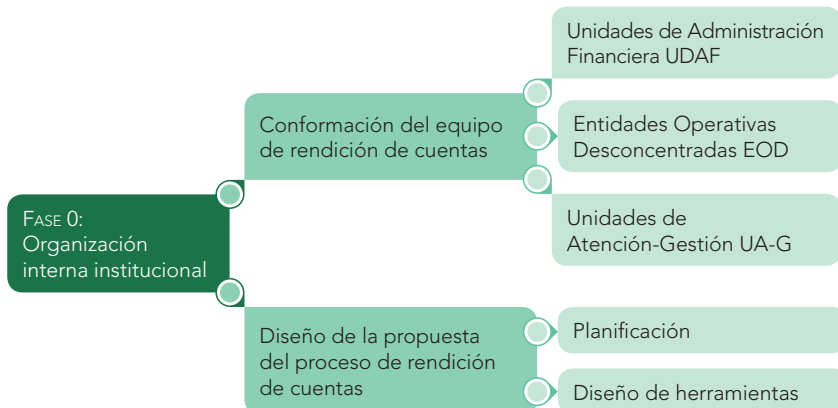 FASE 0:
Organización
interna institucional
Conformación del equipo
de rendición de cuentas
Unidades de Administración
Financiera UDAF
Entidades Operativas
Desconcentradas EOD
Unidades de
Atención-Gestión UA-G
Diseño de la propuesta
del proceso de rendición
de cuentas
Planificación
Diseño de herramientas